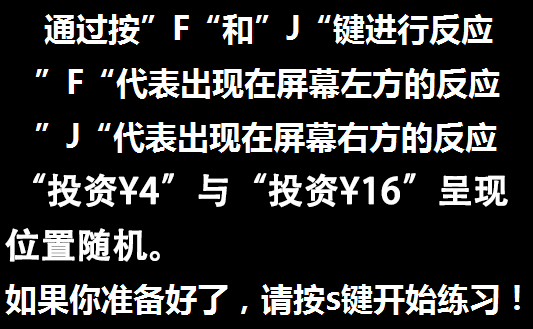 通过按”F“和”J“键进行反应
”F“代表出现在屏幕左方的反应
”J“代表出现在屏幕右方的反应
“投资¥4”与“投资¥16”呈现
位置随机。
如果你准备好了，请按s键开始练习！